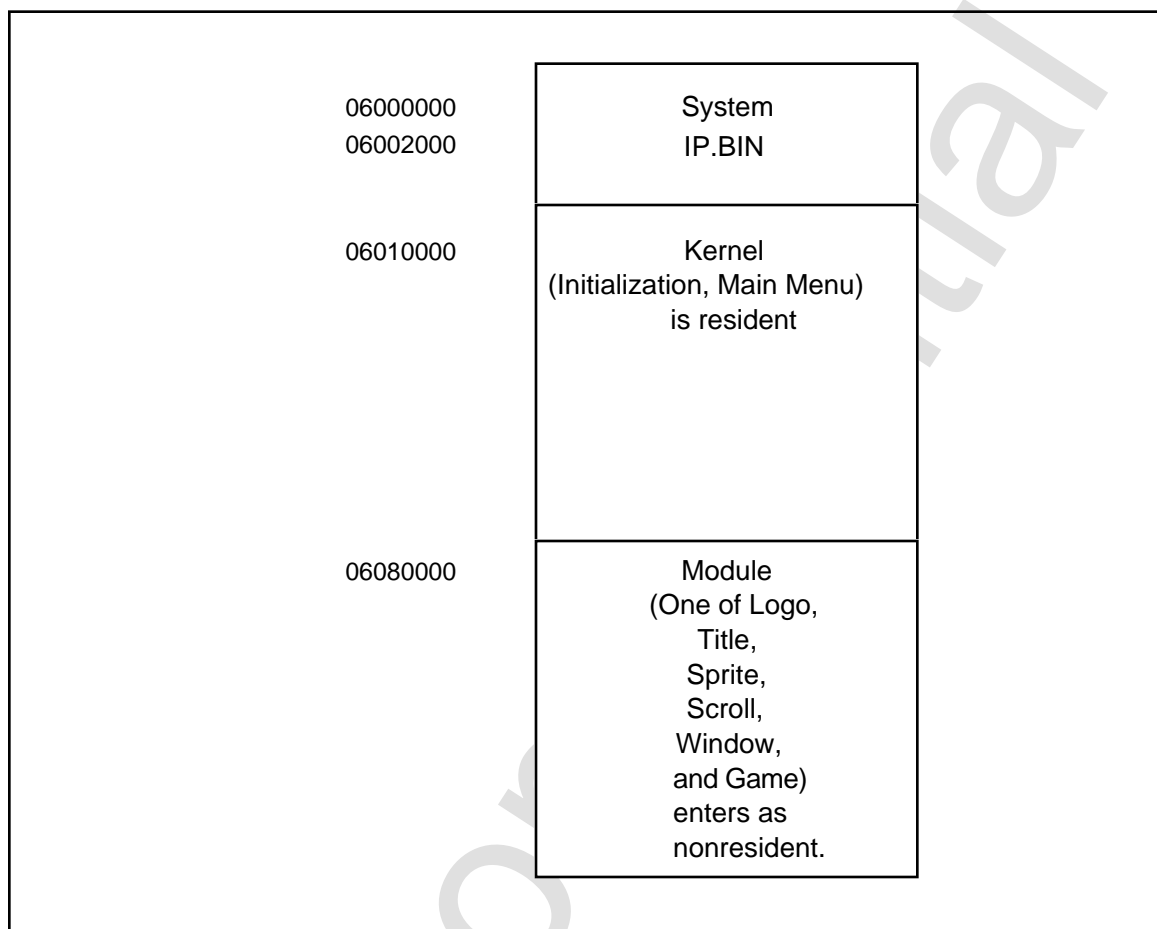 06000000 System
06002000 IP.BIN
06010000 Kernel
(Initialization, Main Menu)
is resident
06080000 Module
(One of Logo,
Title,
Sprite,
Scroll,
Window,
and Game)
enters as
nonresident.